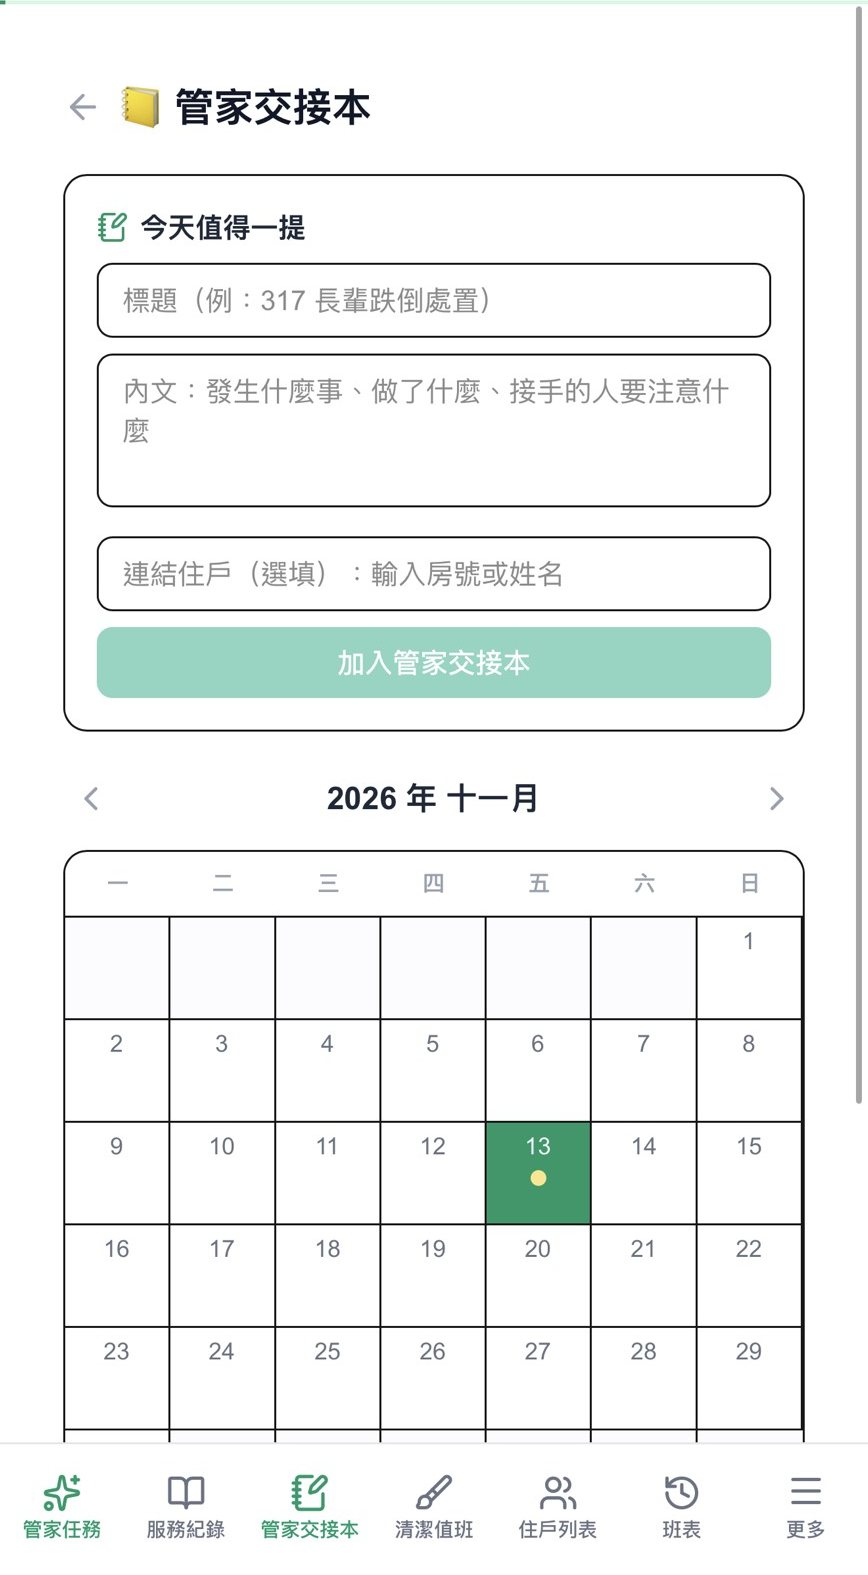 管家交接本
今天值得一提
標題（例：317 長輩跌倒處置）
內文：發生什麼事、做了什麼、接手的人要注意什
麼
連結住戶（選填）：輸入房號或姓名
加入管家交接本
2026 年 十一月
一 二 三 四 五 六 日
1
2 3 4 5 6 7 8
9 10 11 12 13 14 15
16 17 18 19 20 21 22
23 24 25 26 27 28 29
管家任務 服務紀錄 管家交接本 清潔值班 住戶列表 班表 更多